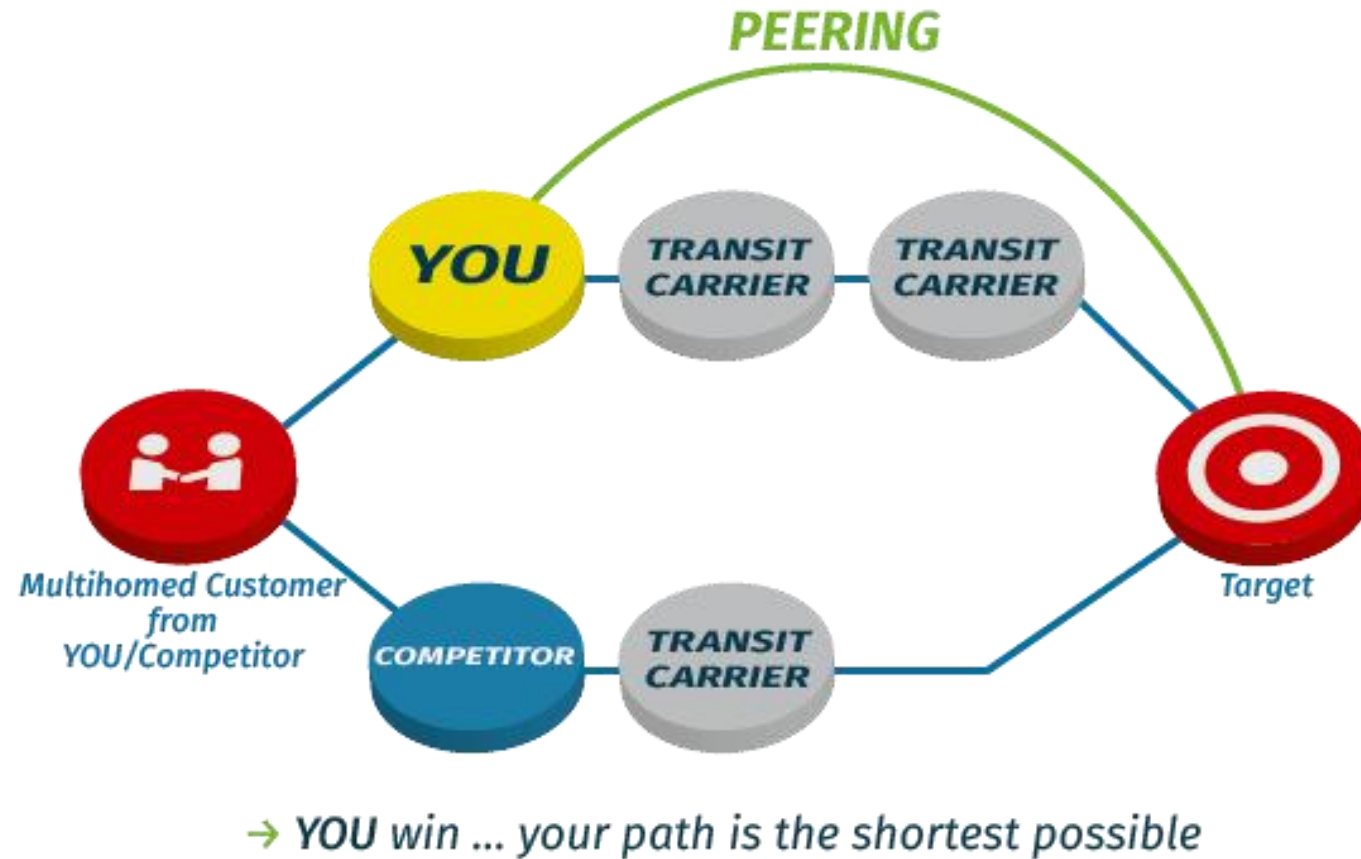 PEERING
YOU
TRANSIT
CARRIER
TRANSIT
CARRIER
Multihomed Customer
from
YOU/Competitor
Target
COMPETITOR
TRANSIT
CARRIER
→ YOU win ... your path is the shortest possible